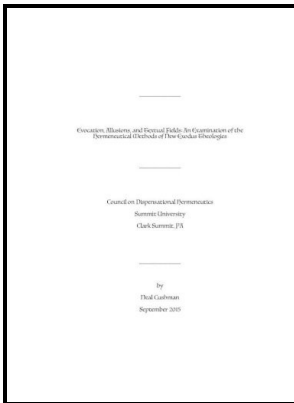 Evocation, Allusions, and Textual Fields: An Examination of the
Hermeneutical Methods of New Exodus Theologies
Council on Dispensational Hermeneutics
Summit University
Clark Summit, PA
by
Thal Cushman
September 2015